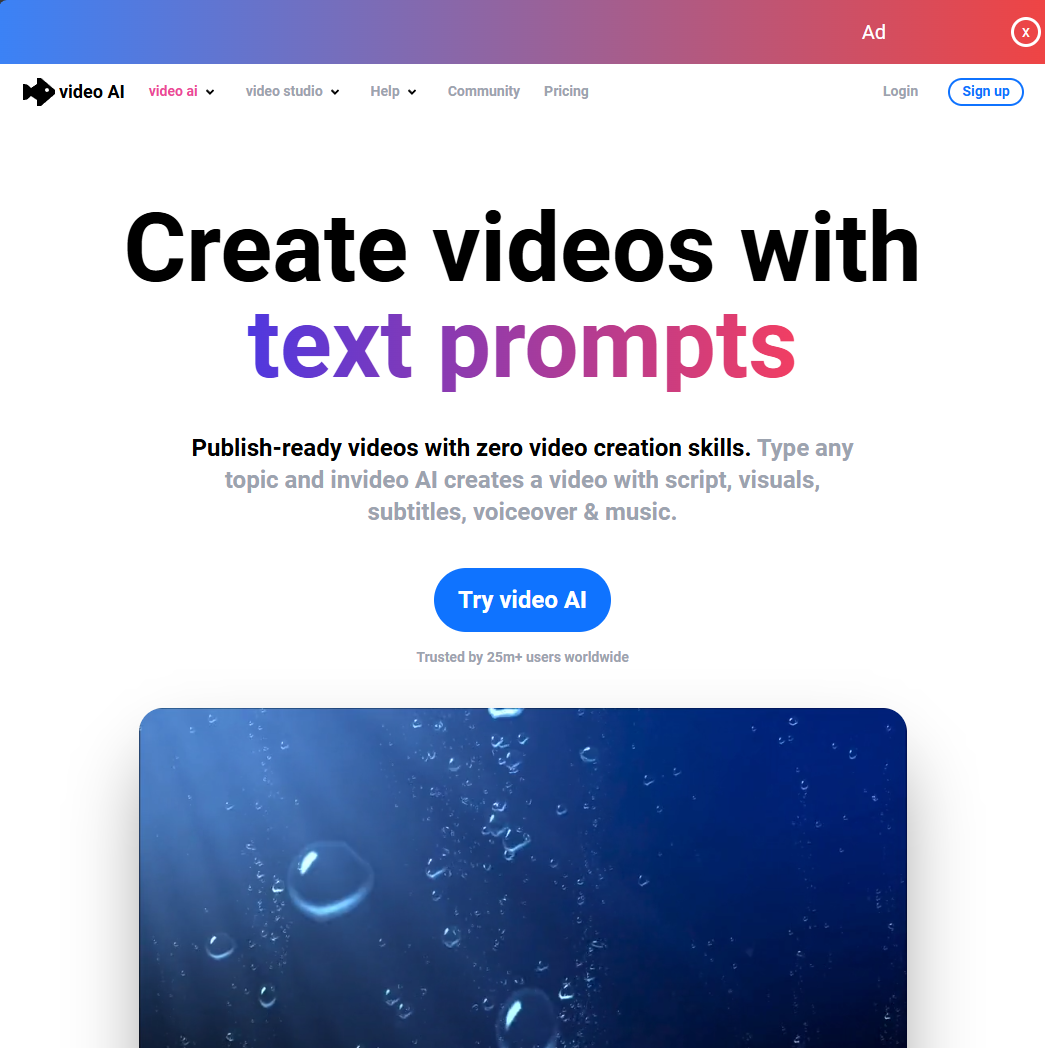 Ad
x
video AI
video ai
video studio
Help
Community
Pricing
Login
Sign up
Create videos with
text prompts
Publish-ready videos with zero video creation skills. Type any
topic and invideo AI creates a video with script, visuals,
subtitles, voiceover & music.
Try video AI
Trusted by 25m+ users worldwide